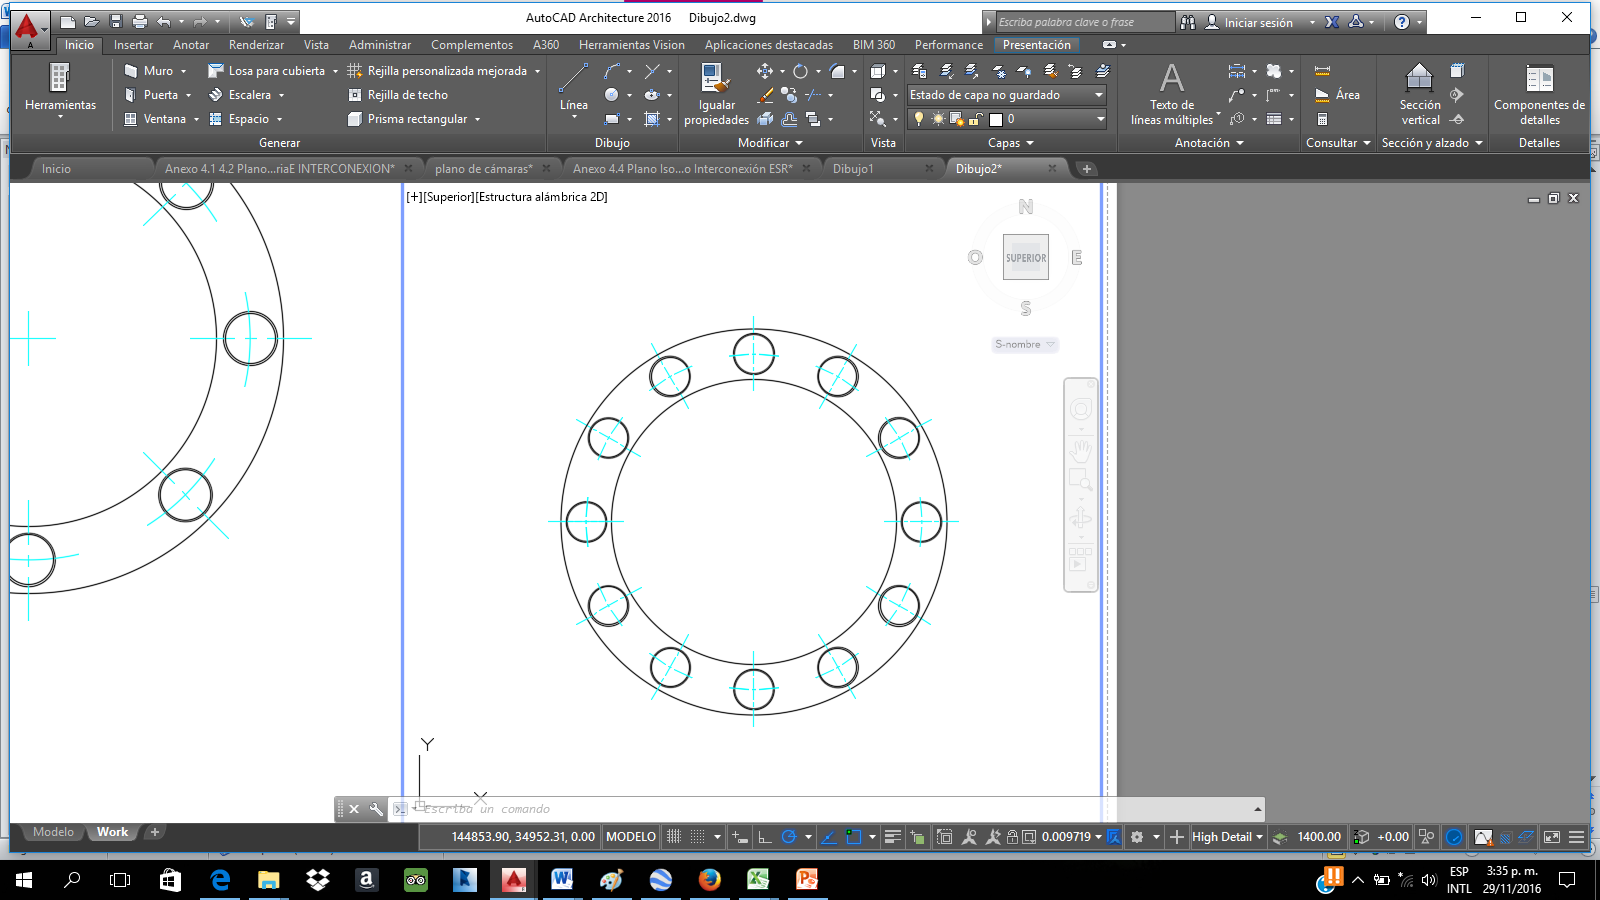 AutoCAD Architecture 2016 Dibujo2.dwg
Escriba palabra clave o frase
Iniciar sesión
Inicio Insertar Anotar Renderizar Vista Administrar Complementos A360 Herramientas Vision Aplicaciones destacadas BIM 360 Performance Presentación
Herramientas
Muro
Puerta
Ventana
Losa para cubierta
Escalera
Espacio
Rejilla personalizada mejorada
Rejilla de techo
Prisma rectangular
Línea
Igualar
propiedades
Estado de capa no guardado
0
Texto de
líneas múltiples
Área
Sección
vertical
Componentes de
detalles
Generar Dibujo Modificar Vista Capas Anotación Consultar Sección y alzado Detalles
Inicio Anexo 4.1 4.2 Plano...riaE INTERCONEXION* plano de cámaras* Anexo 4.4 Plano Iso...o Interconexión ESR* Dibujo1 Dibujo2*
[+][Superior][Estructura alámbrica 2D]
N
O SUPERIOR E
S
S-nombre
Y
X
Escriba un comando
Modelo Work
144853.90, 34952.31, 0.00 MODELO 0.009719 High Detail 1400.00 +0.00
ESP
INTL
3:35 p. m.
29/11/2016